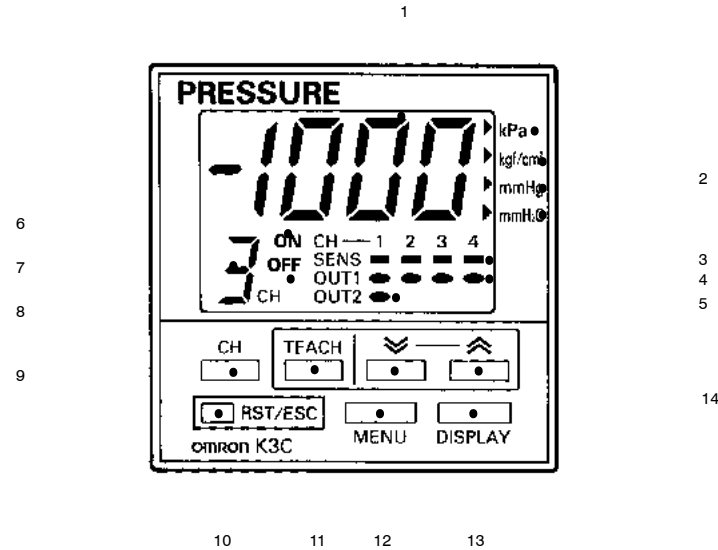 1
PRESSURE
-1000
kPa
kgf/cm²
mmHg
mmH₂O
2
6
ON CH 1 2 3 4
3 OFF SENS
7
OUT1
CH OUT2
3
4
5
8
CH TEACH
9
RST/ESC
MENU DISPLAY
14
omron K3C
10 11 12 13